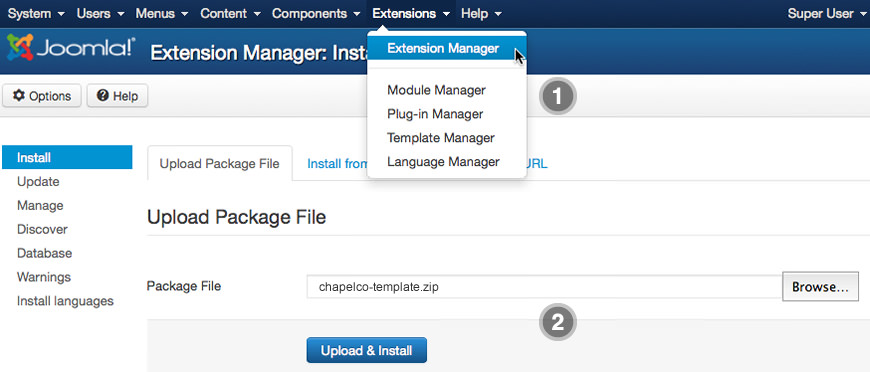 System Users Menus Content Components Extensions Help Super User
Joomla!® Extension Manager: Insta
Extension Manager
Module Manager
Plug-in Manager
Template Manager
Language Manager
1
Options Help
Install
Update
Manage
Discover
Database
Warnings
Install languages
Upload Package File Install from URL
Upload Package File
Package File chapelco-template.zip Browse...
2
Upload & Install